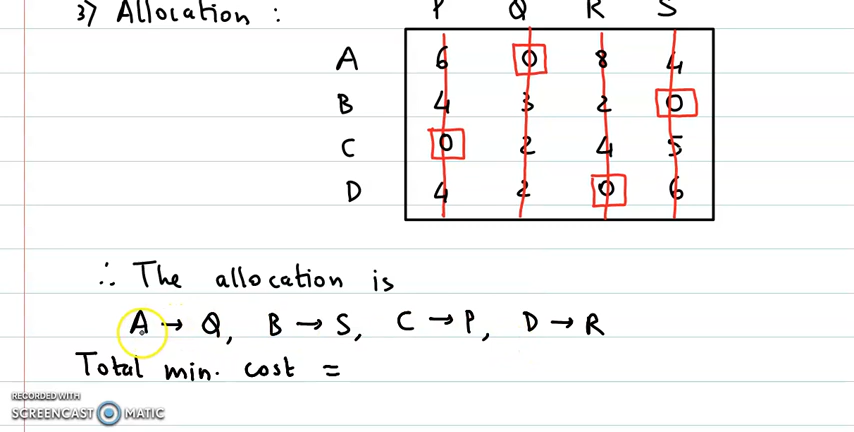 3) Allocation :
P Q R S
A 6 0 8 4
B 4 3 2 0
C 0 2 4 5
D 4 2 0 6
∴ The allocation is
A → Q, B → S, C → P, D → R
Total min. cost =
RECORDED WITH
SCREENCAST MATIC